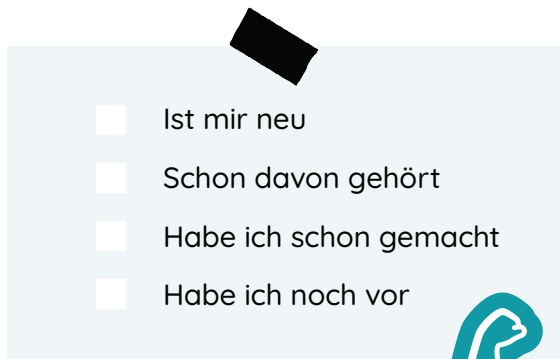 Ist mir neu
Schon davon gehört
Habe ich schon gemacht
Habe ich noch vor